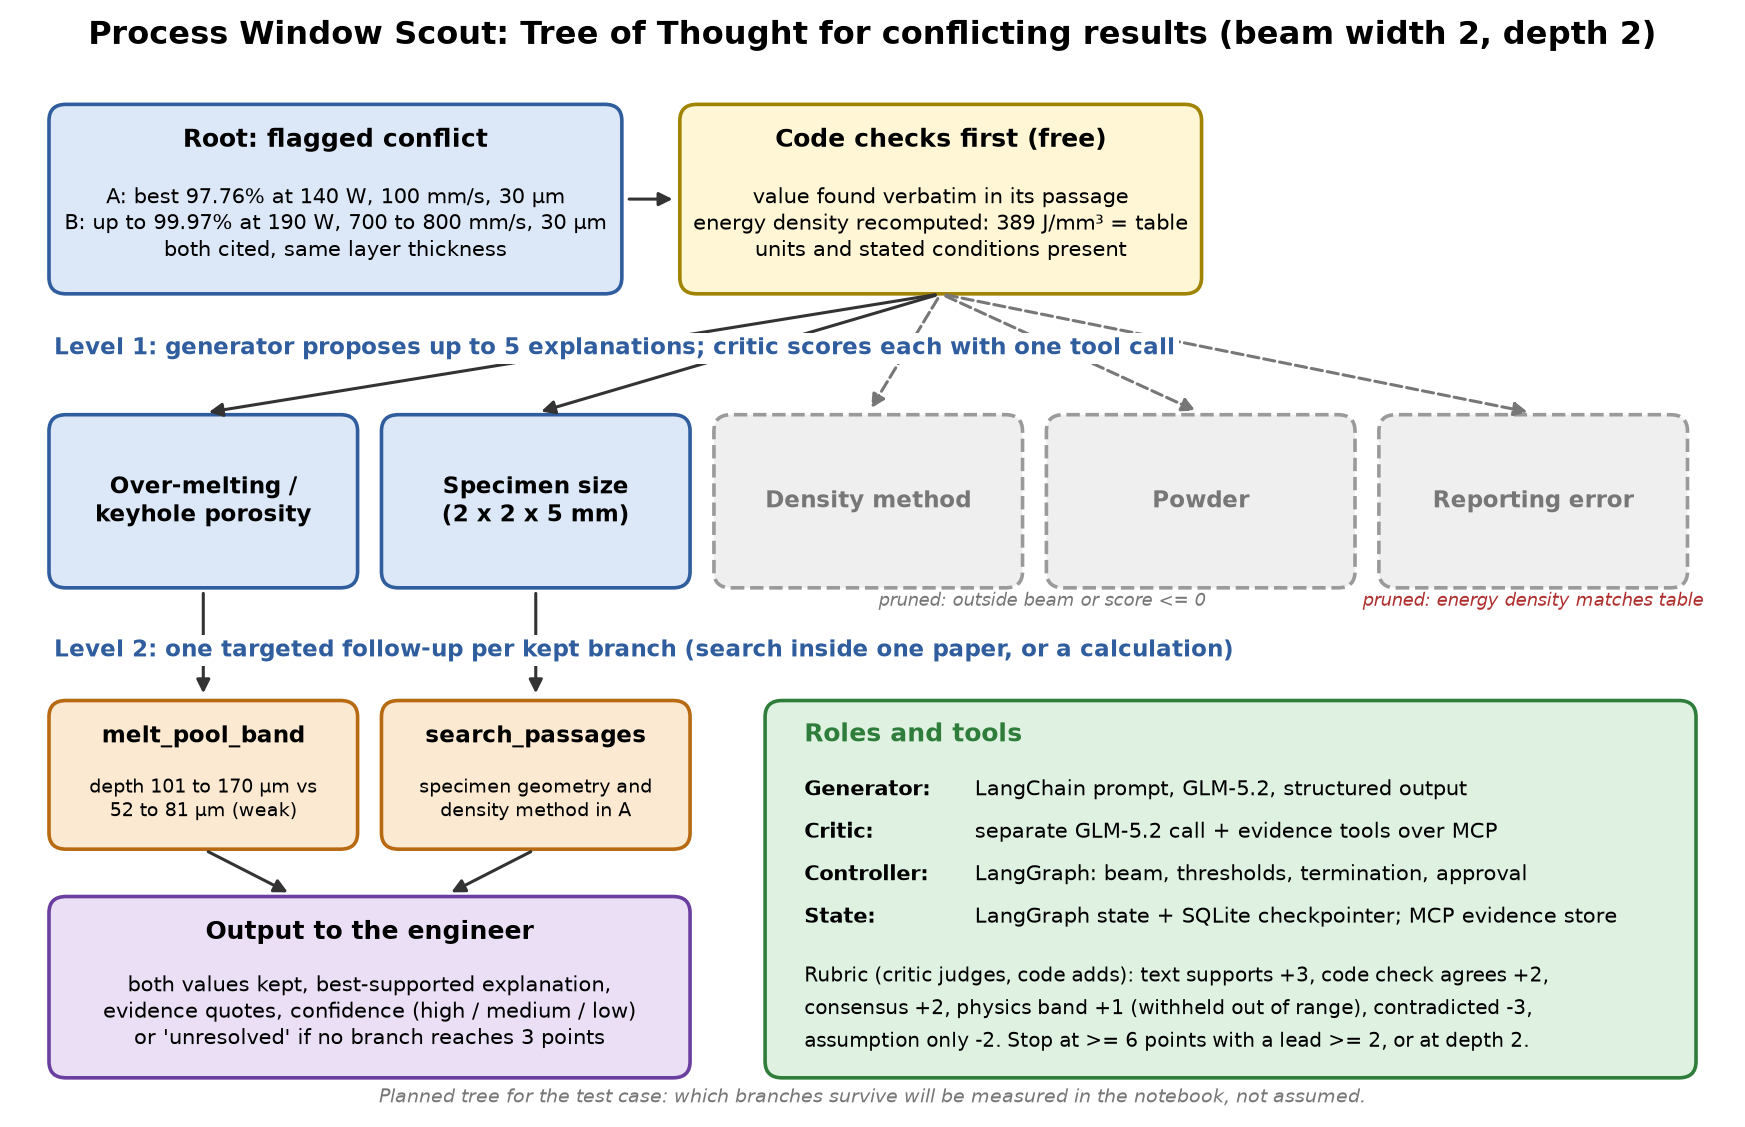 Process Window Scout: Tree of Thought for conflicting results (beam width 2, depth 2)
Root: flagged conflict
A: best 97.76% at 140 W, 100 mm/s, 30 µm
B: up to 99.97% at 190 W, 700 to 800 mm/s, 30 µm
both cited, same layer thickness
Code checks first (free)
value found verbatim in its passage
energy density recomputed: 389 J/mm³ = table
units and stated conditions present
Level 1: generator proposes up to 5 explanations; critic scores each with one tool call
Over-melting /
keyhole porosity
Specimen size
(2 x 2 x 5 mm)
Density method
Powder
Reporting error
pruned: outside beam or score <= 0
pruned: energy density matches table
Level 2: one targeted follow-up per kept branch (search inside one paper, or a calculation)
melt_pool_band
depth 101 to 170 µm vs
52 to 81 µm (weak)
search_passages
specimen geometry and
density method in A
Output to the engineer
both values kept, best-supported explanation,
evidence quotes, confidence (high / medium / low)
or 'unresolved' if no branch reaches 3 points
Roles and tools
Generator: LangChain prompt, GLM-5.2, structured output
Critic: separate GLM-5.2 call + evidence tools over MCP
Controller: LangGraph: beam, thresholds, termination, approval
State: LangGraph state + SQLite checkpointer; MCP evidence store
Rubric (critic judges, code adds): text supports +3, code check agrees +2,
consensus +2, physics band +1 (withheld out of range), contradicted -3,
assumption only -2. Stop at >= 6 points with a lead >= 2, or at depth 2.
Planned tree for the test case: which branches survive will be measured in the notebook, not assumed.